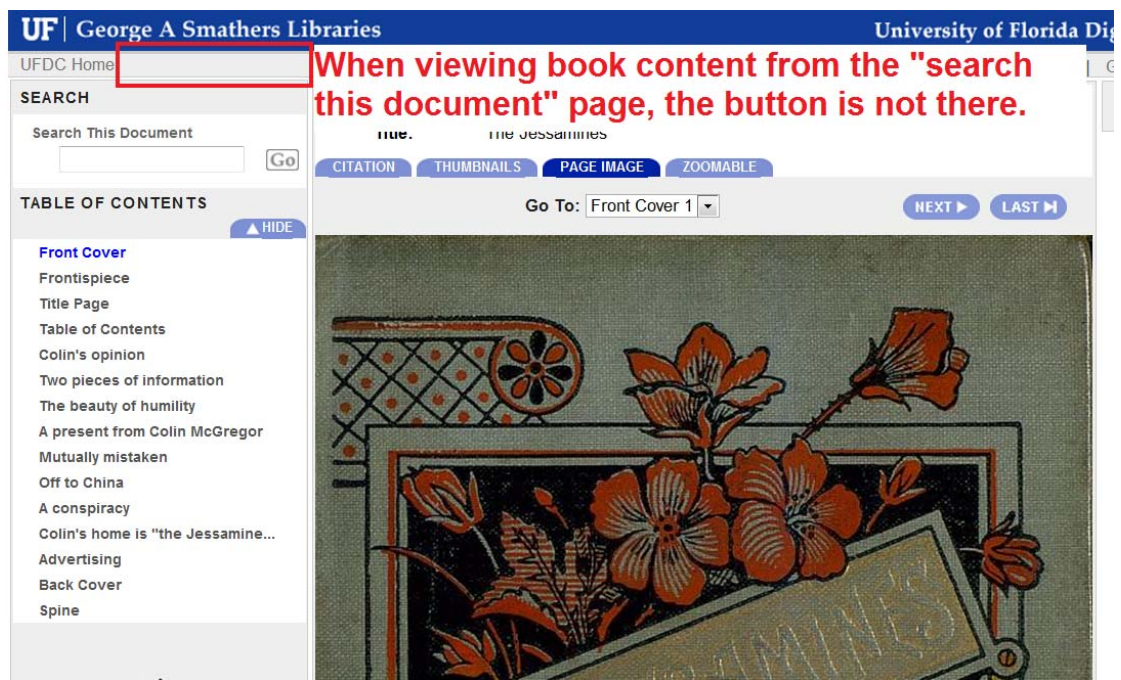 UF | George A Smathers Libraries
University of Florida Dig
UFDC Home
When viewing book content from the "search
this document" page, the button is not there.
| G
SEARCH
Search This Document
Go
Title: The Jessamines
CITATION THUMBNAILS PAGE IMAGE ZOOMABLE
Go To: Front Cover 1
NEXT LAST
TABLE OF CONTENTS
HIDE
Front Cover
Frontispiece
Title Page
Table of Contents
Colin's opinion
Two pieces of information
The beauty of humility
A present from Colin McGregor
Mutually mistaken
Off to China
A conspiracy
Colin's home is "the Jessamine...
Advertising
Back Cover
Spine
AMINES